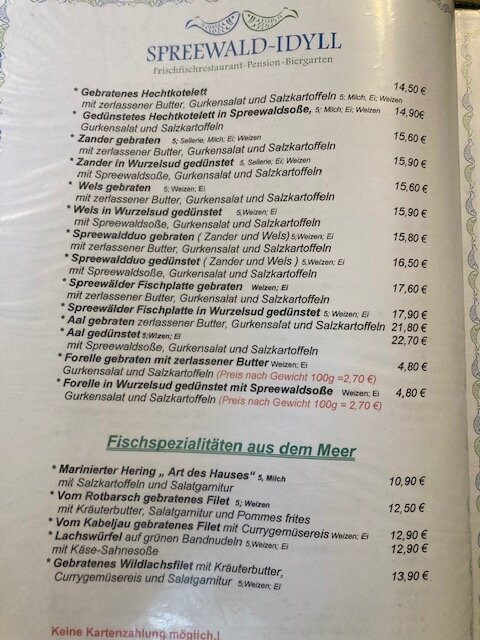 SPREEWALD-IDYLL
Frischfischrestaurant-Pension-Biergarten
* Gebratenes Hechtkotelett 14,50 €
mit zerlassener Butter, Gurkensalat und Salzkartoffeln 5; Milch, Ei; Weizen
* Gedünstetes Hechtkotelett in Spreewaldsoße, 5; Milch; Ei; Weizen 14,90€
Gurkensalat und Salzkartoffeln
* Zander gebraten 5; Sellerie; Milch; Ei; Weizen 15,60 €
mit zerlassener Butter, Gurkensalat und Salzkartoffeln
* Zander in Wurzelsud gedünstet 5, Sellerie; Ei; Weizen 15,90 €
mit Spreewaldsoße, Gurkensalat und Salzkartoffeln
* Wels gebraten 5;Weizen; Ei 15,60 €
mit zerlassener Butter, Gurkensalat und Salzkartoffeln
* Wels in Wurzelsud gedünstet 5,Weizen; Ei 15,90 €
mit Spreewaldsoße, Gurkensalat und Salzkartoffeln
* Spreewaldduo gebraten ( Zander und Wels) 5;Weizen; Ei 15,80 €
mit zerlassener Butter, Gurkensalat und Salzkartoffeln
* Spreewaldduo gedünstet ( Zander und Wels ) 5;Weizen; Ei 16,50 €
mit Spreewaldsoße, Gurkensalat und Salzkartoffeln
* Spreewälder Fischplatte gebraten Weizen; Ei 17,60 €
mit zerlassener Butter, Gurkensalat und Salzkartoffeln
* Spreewälder Fischplatte in Wurzelsud gedünstet 5; Weizen; Ei 17,90 €
* Aal gebraten zerlassener Butter, Gurkensalat und Salzkartoffeln 21,80 €
* Aal gedünstet 5;Wizen; Ei 22,70 €
mit Spreewaldsoße, Gurkensalat und Salzkartoffeln
* Forelle gebraten mit zerlassener Butter Weizen; Ei 4,80 €
Gurkensalat und Salzkartoffeln (Preis nach Gewicht 100g =2,70 €)
* Forelle in Wurzelsud gedünstet mit Spreewaldsoße Weizen; Ei 4,80 €
Gurkensalat und Salzkartoffeln (Preis nach Gewicht 100g = 2,70 €)
Fischspezialitäten aus dem Meer
* Marinierter Hering „ Art des Hauses“ 5, Milch 10,90 €
mit Salzkartoffeln und Salatgarnitur
* Vom Rotbarsch gebratenes Filet 5; Weizen 12,50 €
mit Kräuterbutter, Salatgarnitur und Pommes frites
* Vom Kabeljau gebratenes Filet mit Currygemüsereis Weizen; Ei 12,90 €
* Lachswürfel auf grünen Bandnudeln 5,Weizen; Ei 12,90 €
mit Käse-Sahnesoße
* Gebratenes Wildlachsfilet mit Kräuterbutter, 13,90 €
Currygemüsereis und Salatgarnitur 5;Weizen; Ei
Keine Kartenzahlung möglich.!